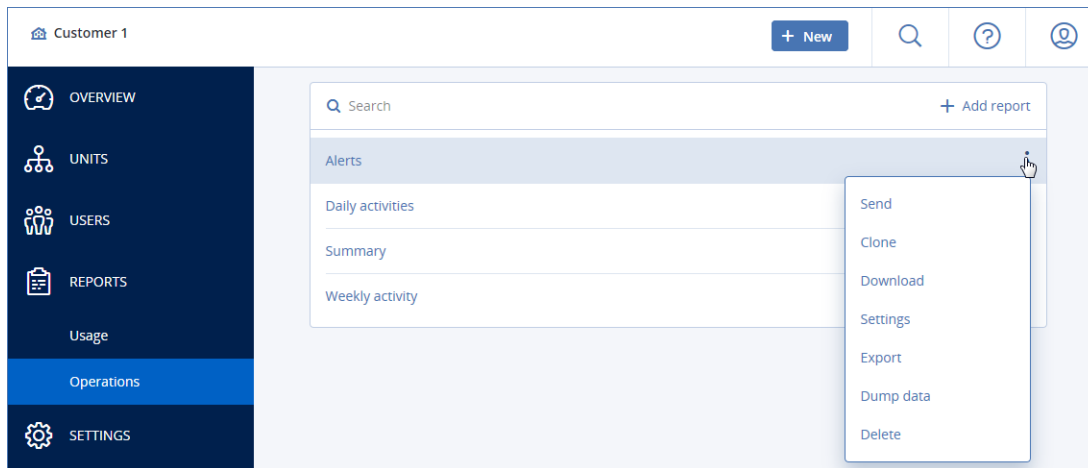 Customer 1
+ New
OVERVIEW
UNITS
USERS
REPORTS
Usage
Operations
SETTINGS
Search
+ Add report
Alerts
Daily activities
Summary
Weekly activity
Send
Clone
Download
Settings
Export
Dump data
Delete